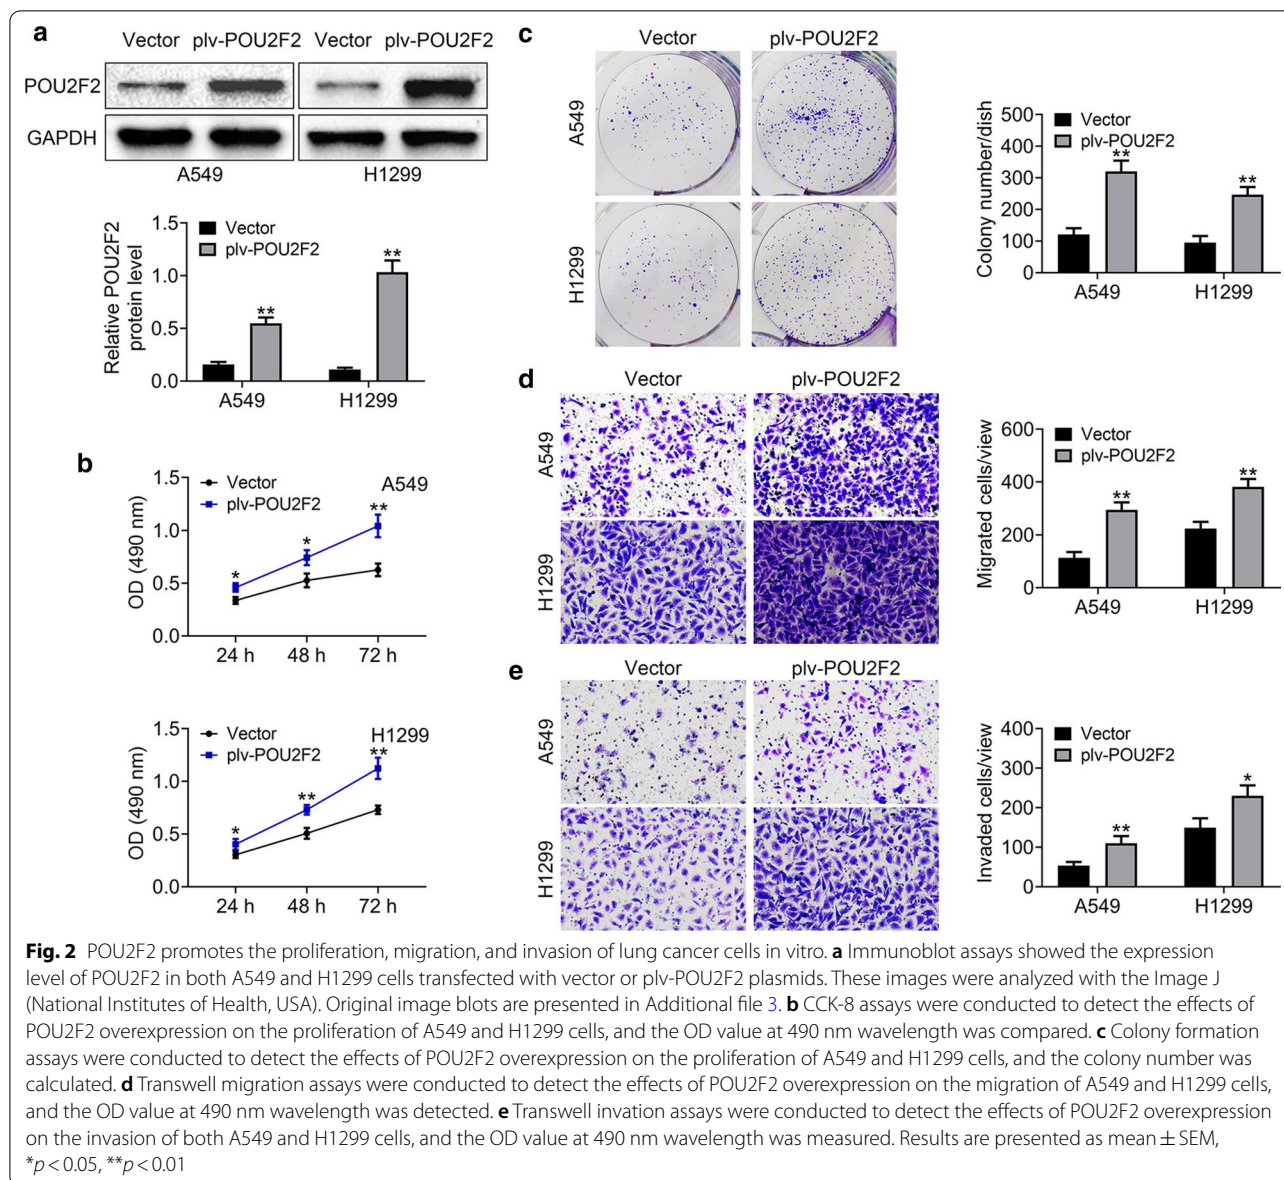 a
Vector plv-POU2F2 Vector plv-POU2F2
POU2F2
GAPDH
A549 H1299
Relative POU2F2
protein level
1.5
1.0
0.5
0.0
Vector
plv-POU2F2
**
**
A549 H1299
b
OD (490 nm)
1.5
1.0
0.5
0.0
Vector
plv-POU2F2
A549
*
*
**
24 h 48 h 72 h
OD (490 nm)
1.5
1.0
0.5
0.0
Vector
plv-POU2F2
H1299
*
**
**
24 h 48 h 72 h
c
Vector plv-POU2F2
A549
H1299
Colony number/dish
500
400
300
200
100
0
Vector
plv-POU2F2
**
**
A549 H1299
d
Vector plv-POU2F2
A549
H1299
Migrated cells/view
600
400
200
0
Vector
plv-POU2F2
**
**
A549 H1299
e
Vector plv-POU2F2
A549
H1299
Invaded cells/view
400
300
200
100
0
Vector
plv-POU2F2
**
*
A549 H1299
Fig. 2 POU2F2 promotes the proliferation, migration, and invasion of lung cancer cells in vitro. a Immunoblot assays showed the expression
level of POU2F2 in both A549 and H1299 cells transfected with vector or plv-POU2F2 plasmids. These images were analyzed with the Image J
(National Institutes of Health, USA). Original image blots are presented in Additional file 3. b CCK-8 assays were conducted to detect the effects of
POU2F2 overexpression on the proliferation of A549 and H1299 cells, and the OD value at 490 nm wavelength was compared. c Colony formation
assays were conducted to detect the effects of POU2F2 overexpression on the proliferation of A549 and H1299 cells, and the colony number was
calculated. d Transwell migration assays were conducted to detect the effects of POU2F2 overexpression on the migration of A549 and H1299 cells,
and the OD value at 490 nm wavelength was detected. e Transwell invation assays were conducted to detect the effects of POU2F2 overexpression
on the invasion of both A549 and H1299 cells, and the OD value at 490 nm wavelength was measured. Results are presented as mean ± SEM,
*p < 0.05, **p < 0.01